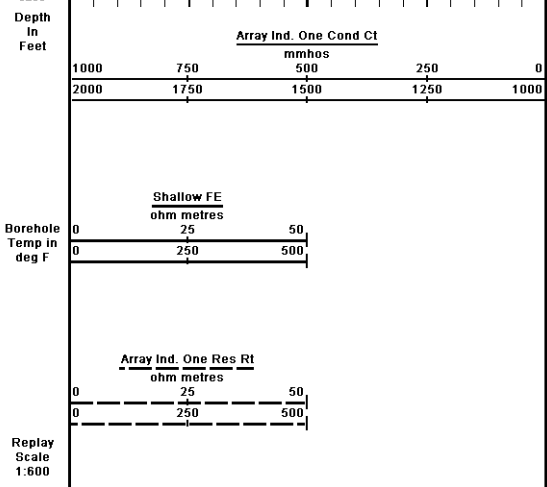 Depth
In
Feet
Array Ind. One Cond Ct
mmhos
1000 750 500 250 0
2000 1750 1500 1250 1000
Shallow FE
ohm metres
Borehole
Temp in
deg F
0 25 50
0 250 500
Array Ind. One Res Rt
ohm metres
0 25 50
0 250 500
Replay
Scale
1:600